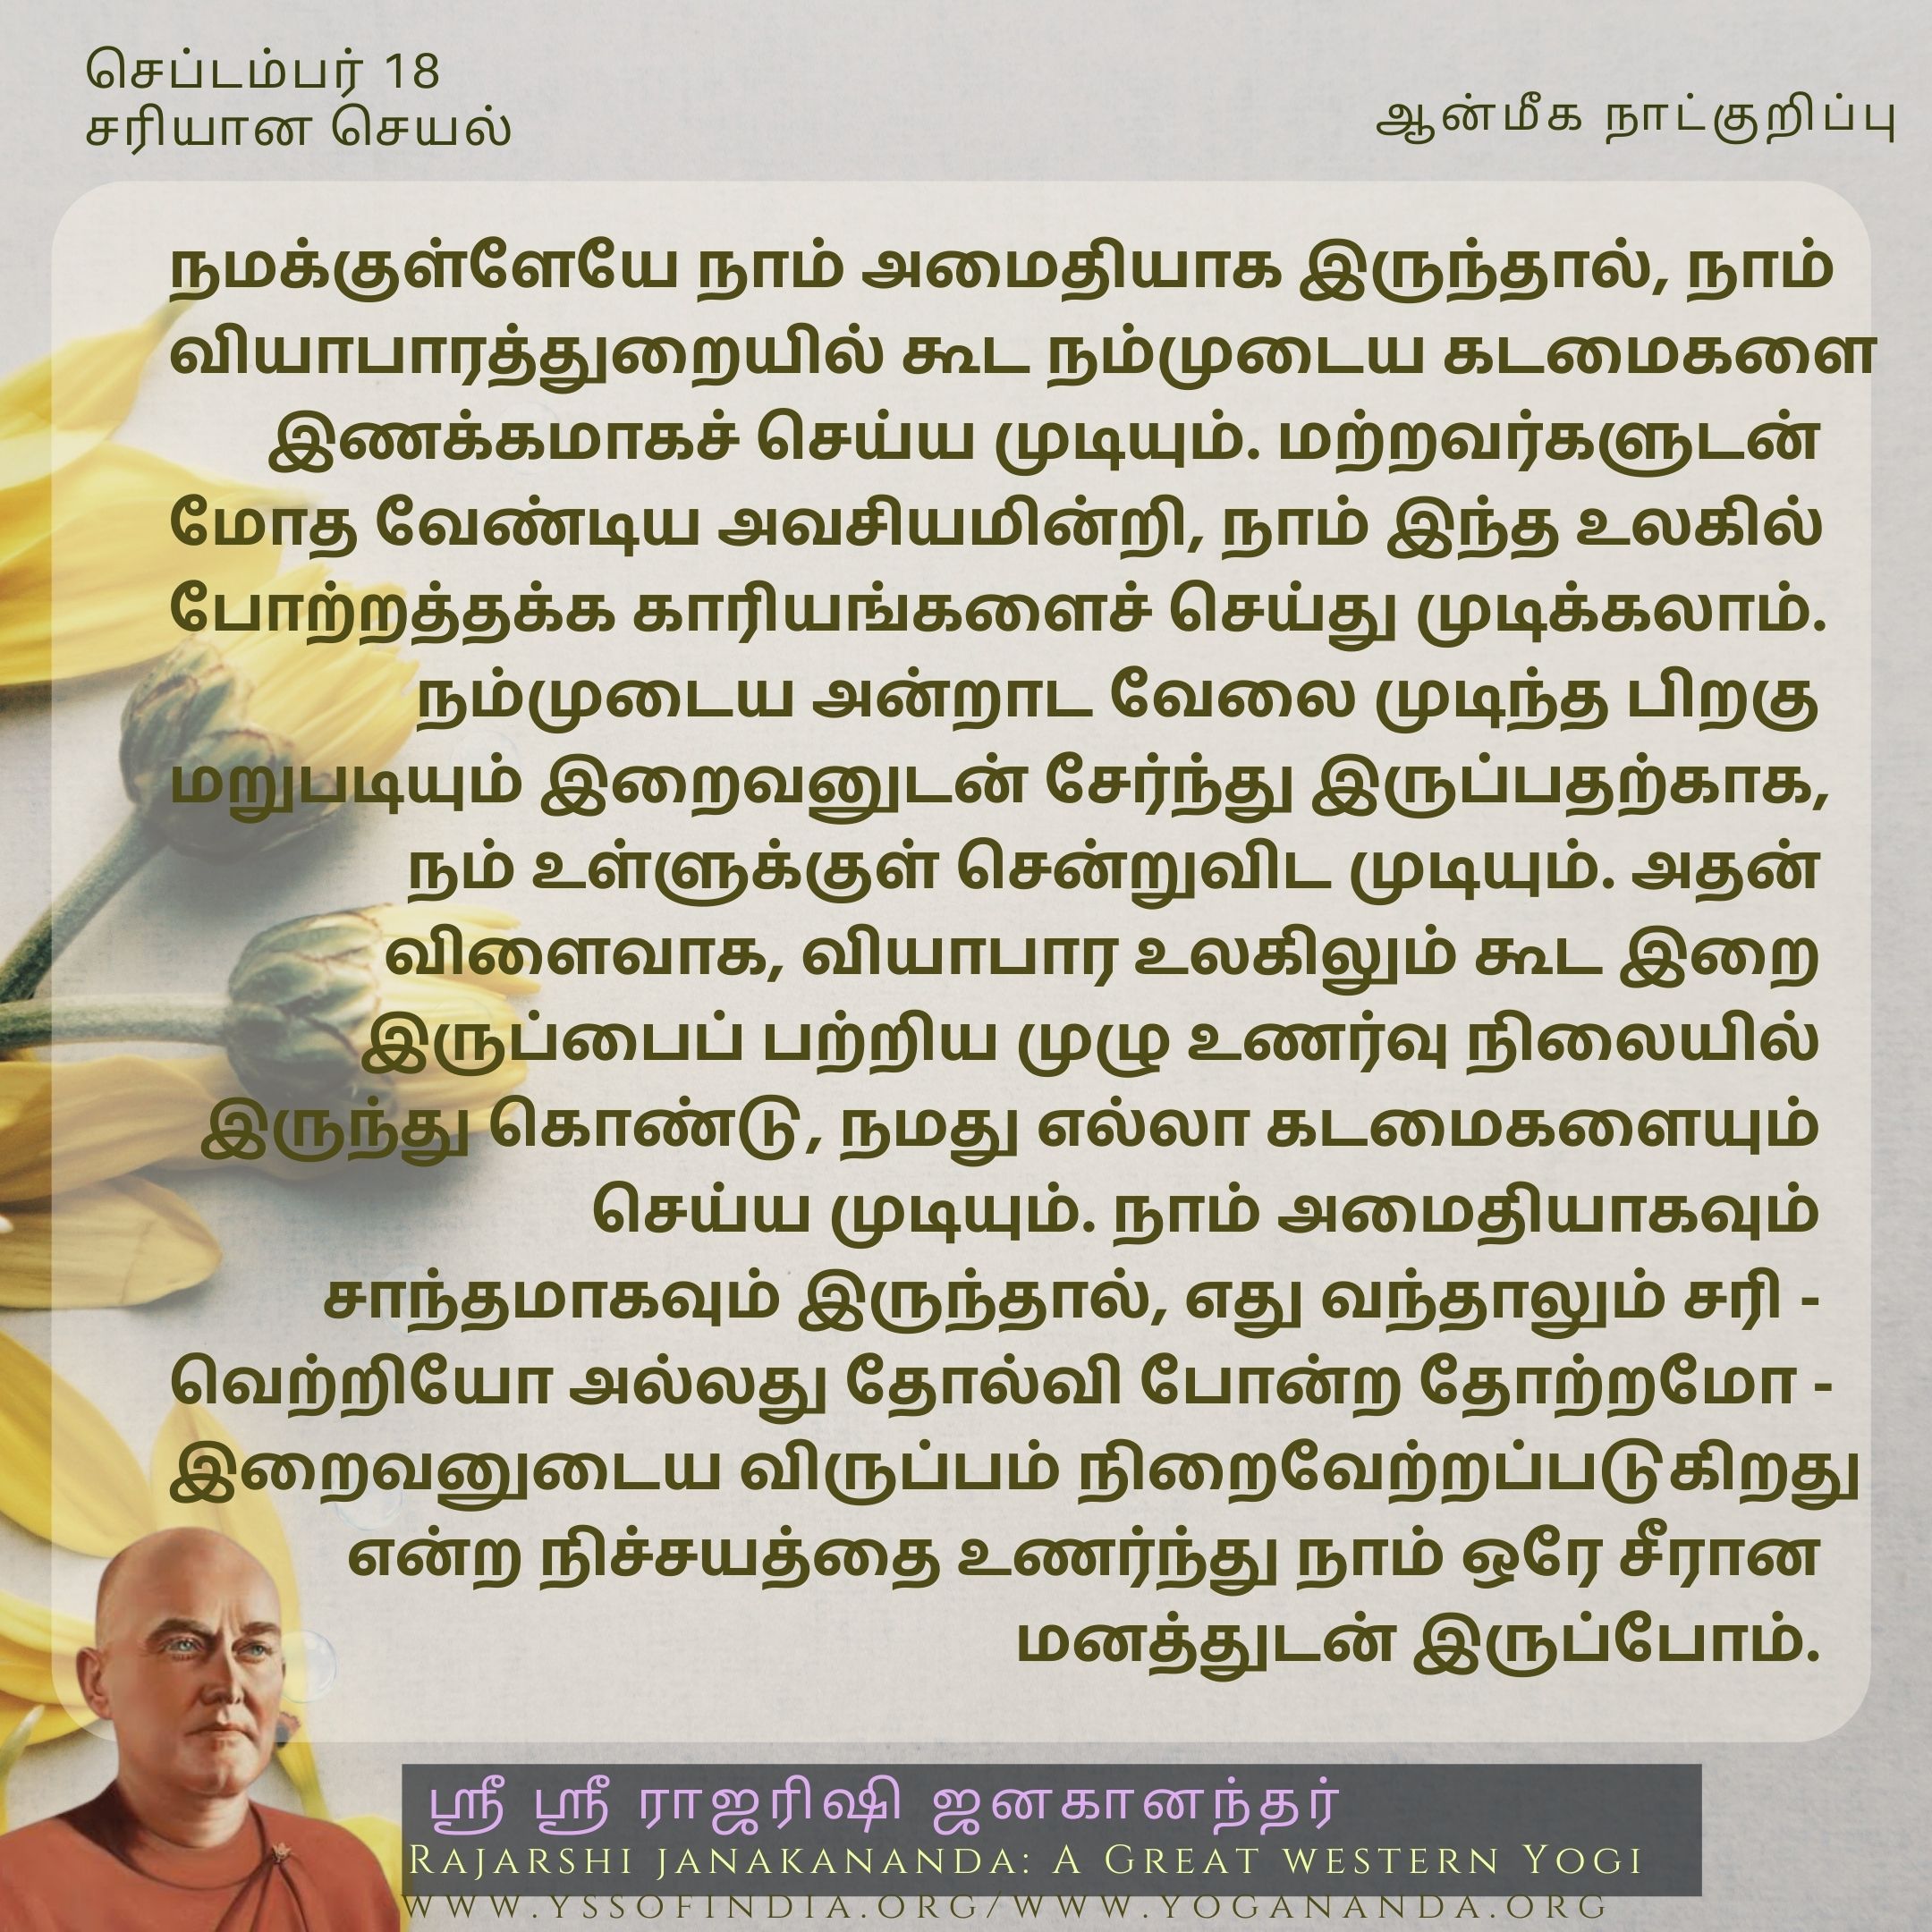 செப்டம்பர் 18
சரியான செயல்
ஆன்மீக நாட்குறிப்பு
நமக்குள்ளேயே நாம் அமைதியாக இருந்தால், நாம்
வியாபாரத்துறையில் கூட நம்முடைய கடமைகளை
இணக்கமாகச் செய்ய முடியும். மற்றவர்களுடன்
மோத வேண்டிய அவசியமின்றி, நாம் இந்த உலகில்
போற்றத்தக்க காரியங்களைச் செய்து முடிக்கலாம்.
நம்முடைய அன்றாட வேலை முடிந்த பிறகு
மறுபடியும் இறைவனுடன் சேர்ந்து இருப்பதற்காக,
நம் உள்ளுக்குள் சென்றுவிட முடியும். அதன்
விளைவாக, வியாபார உலகிலும் கூட இறை
இருப்பைப் பற்றிய முழு உணர்வு நிலையில்
இருந்து கொண்டு, நமது எல்லா கடமைகளையும்
செய்ய முடியும். நாம் அமைதியாகவும்
சாந்தமாகவும் இருந்தால், எது வந்தாலும் சரி -
வெற்றியோ அல்லது தோல்வி போன்ற தோற்றமோ -
இறைவனுடைய விருப்பம் நிறைவேற்றப்படுகிறது
என்ற நிச்சயத்தை உணர்ந்து நாம் ஒரே சீரான
மனத்துடன் இருப்போம்.
ஸ்ரீ ஸ்ரீ ராஜரிஷி ஜனகானந்தர்
Rajarshi janakananda: A Great western Yogi
www.yssofindia.org/www.yogananda.org